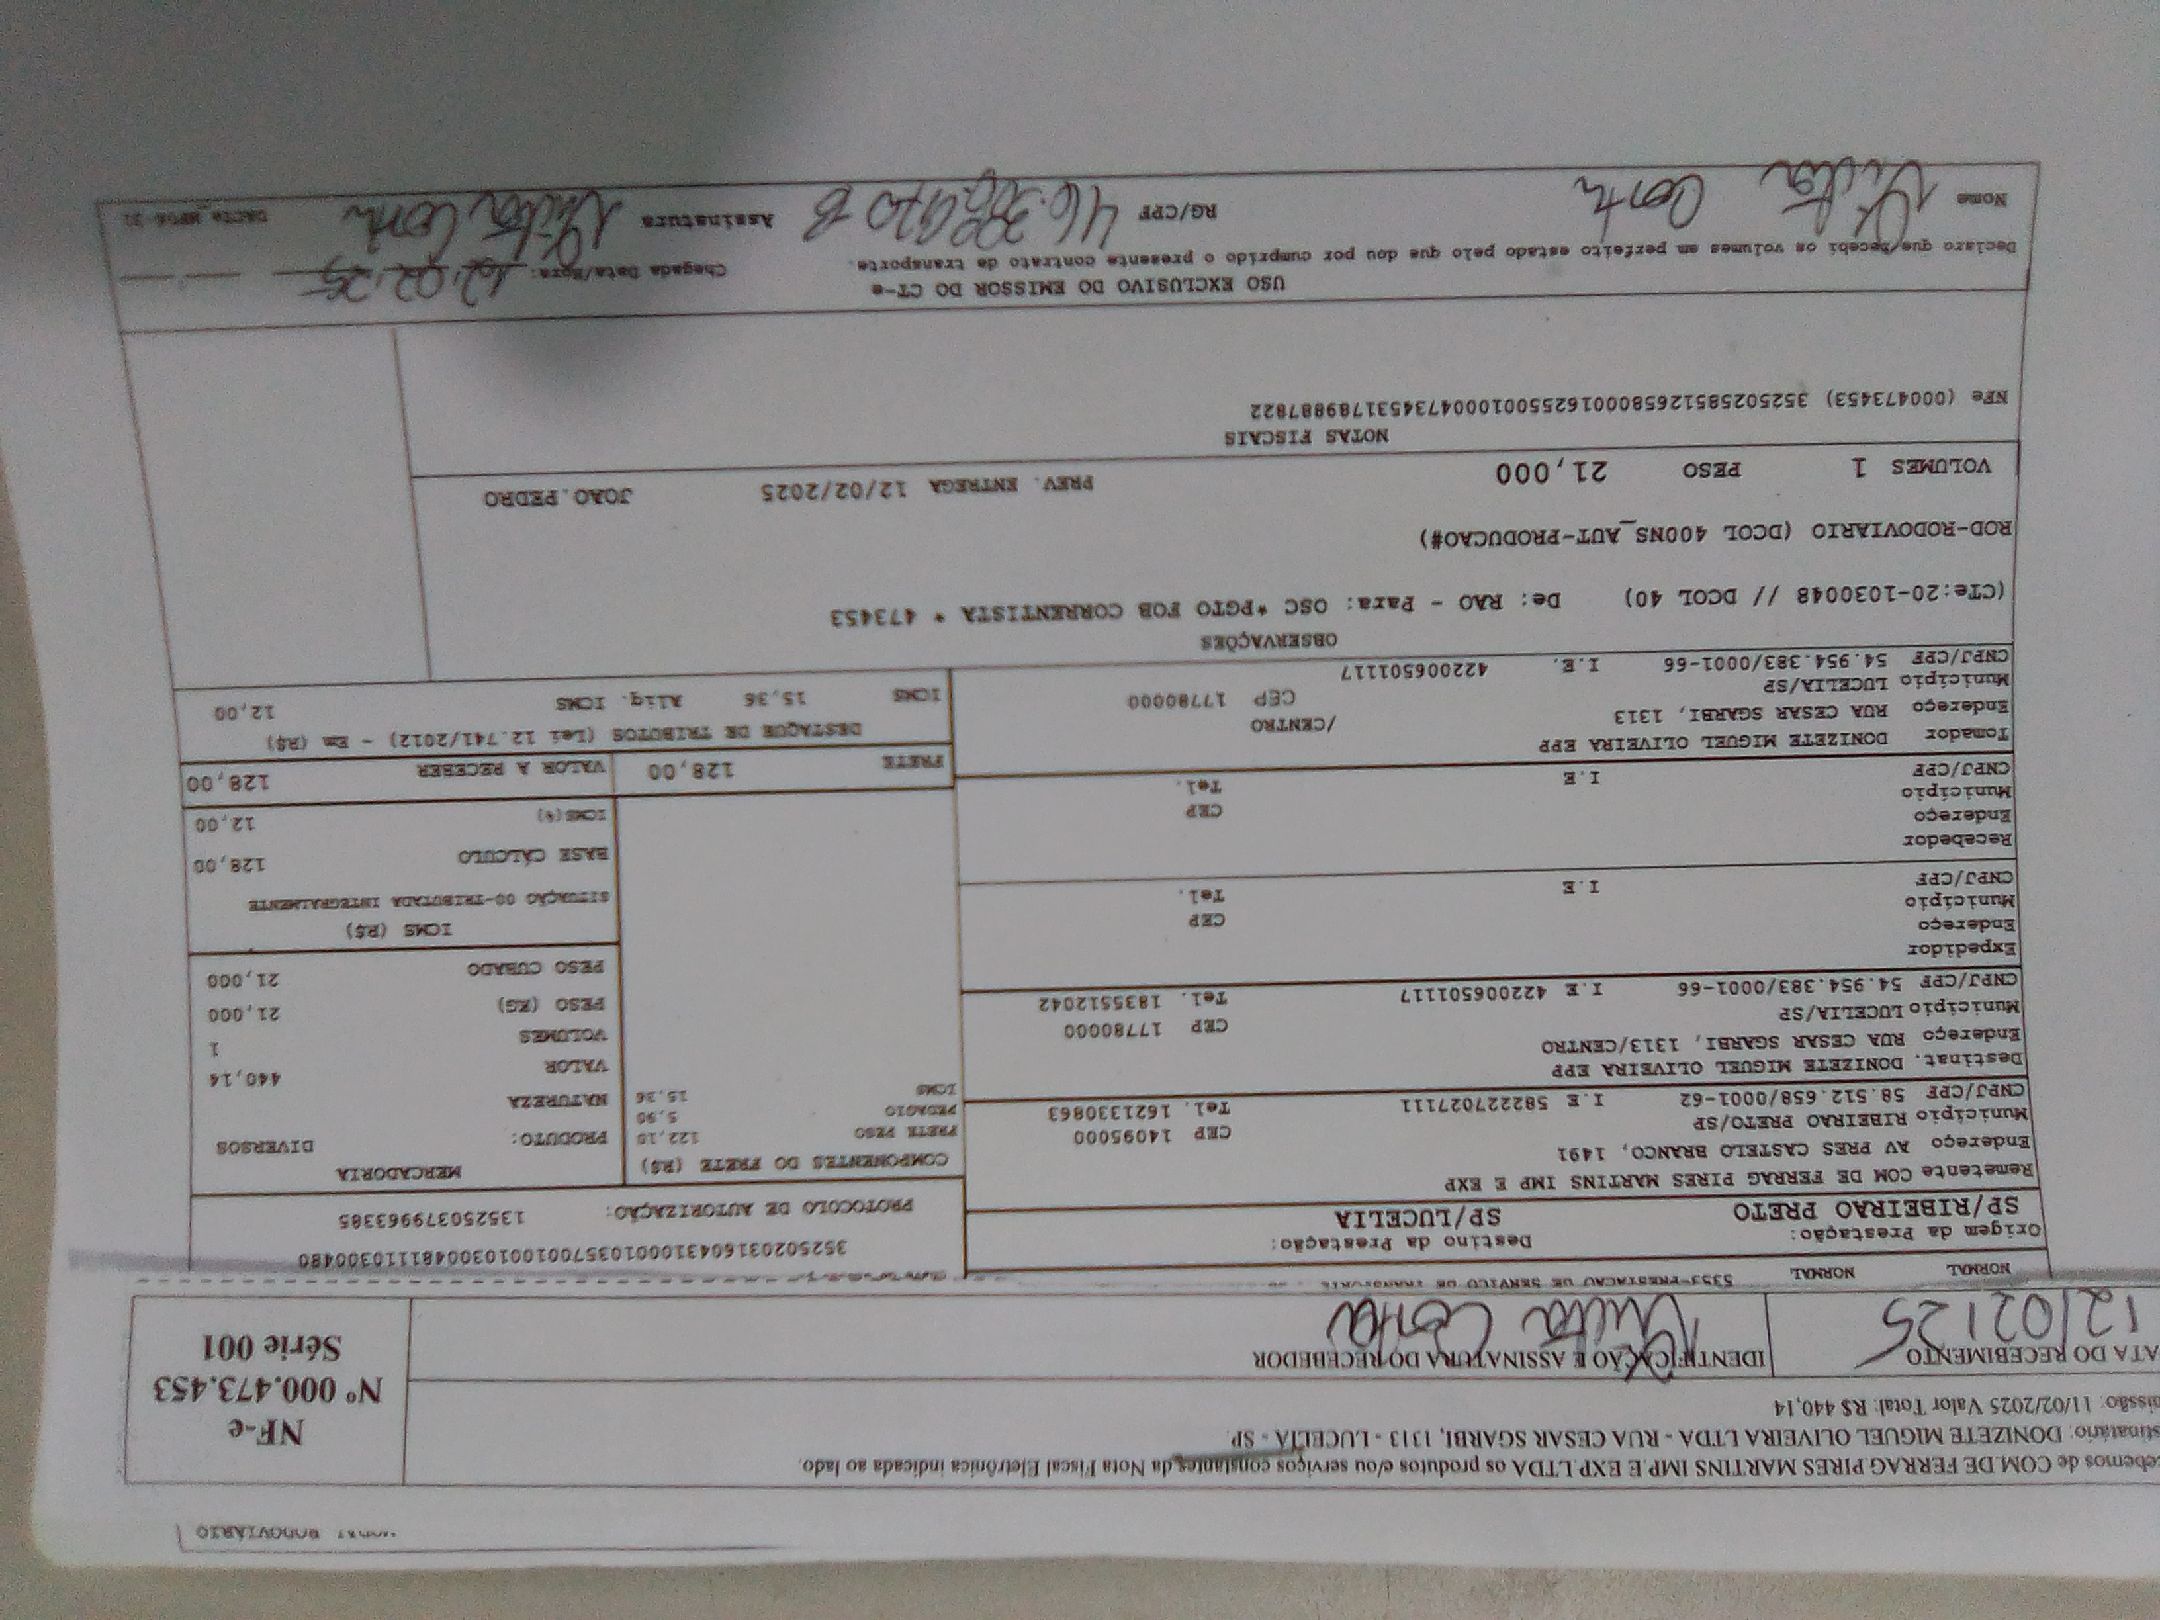 RODOVIÁRIO
cebemos de COM.DE.FERRAG.PIRES MARTINS IMP.E EXP.LTDA os produtos e/ou serviços constantes da Nota Fiscal Eletrônica indicada ao lado.
stinatário: DONIZETE MIGUEL OLIVEIRA LTDA - RUA CESAR SGARBI, 1313 - LUCELIA - SP
issão: 11/02/2025 Valor Total: R$ 440,14
NF-e
Nº 000.473.453
Série 001
ATA DO RECEBIMENTO
12/02/25
IDENTIFICAÇÃO E ASSINATURA DO RECEBEDOR
NORMAL NORMAL 5353-PRESTACAO DE SERVICO DE TRANSPORTE
Origem da Prestação: Destino da Prestação:
SP/RIBEIRAO PRETO SP/LUCELIA
35250203160431000103570010010300481110300480
PROTOCOLO DE AUTORIZAÇÃO: 135250379963385
Remetente COM DE FERRAG PIRES MARTINS IMP E EXP
Endereço AV PRES CASTELO BRANCO, 1491
Município RIBEIRAO PRETO/SP CEP 14095000
CNPJ/CPF 58.512.658/0001-62 I.E 582227027111 Tel. 1621330863
Destinat. DONIZETE MIGUEL OLIVEIRA EPP
Endereço RUA CESAR SGARBI, 1313/CENTRO
Município LUCELIA/SP CEP 17780000
CNPJ/CPF 54.954.383/0001-66 I.E 422006501117 Tel. 1835512042
Expedidor
Endereço
Município CEP
CNPJ/CPF I.E Tel.
Recebedor
Endereço
Município CEP
CNPJ/CPF I.E Tel.
Tomador DONIZETE MIGUEL OLIVEIRA EPP
Endereço RUA CESAR SGARBI, 1313 /CENTRO
Município LUCELIA/SP CEP 17780000
CNPJ/CPF 54.954.383/0001-66 I.E. 422006501117
COMPONENTES DO FRETE (R$)
FRETE PESO 122,10
PEDAGIO 5,90
ICMS 15,36
MERCADORIA
PRODUTO: DIVERSOS
NATUREZA
VALOR 440,14
VOLUMES 1
PESO (KG) 21,000
PESO CUBADO 21,000
ICMS (R$)
SITUAÇÃO 00-TRIBUTADA INTEGRALMENTE
BASE CÁLCULO 128,00
ICMS(%) 12,00
FRETE 128,00 VALOR A RECEBER 128,00
DESTAQUE DE TRIBUTOS (Lei 12.741/2012) - Em (R$)
ICMS 15,36 Aliq. ICMS 12,00
OBSERVAÇÕES
(CTe:20-1030048 // DCOL 40) De: RAO - Para: OSC *PGTO FOB CORRENTISTA * 473453
ROD-RODOVIARIO (DCOL 400NS_AUT-PRODUCAO#)
VOLUMES 1 PESO 21,000 PREV. ENTREGA 12/02/2025 JOAO.PEDRO
NOTAS FISCAIS
NFe (000473453) 35250258512658000162550010004734531789887822
USO EXCLUSIVO DO EMISSOR DO CT-e
Declaro que recebi os volumes em perfeito estado pelo que dou por cumprido o presente contrato de transporte. Chegada Data/Hora: 12.02.25
Nome RG/CPF Assinatura DACTe MP06 31